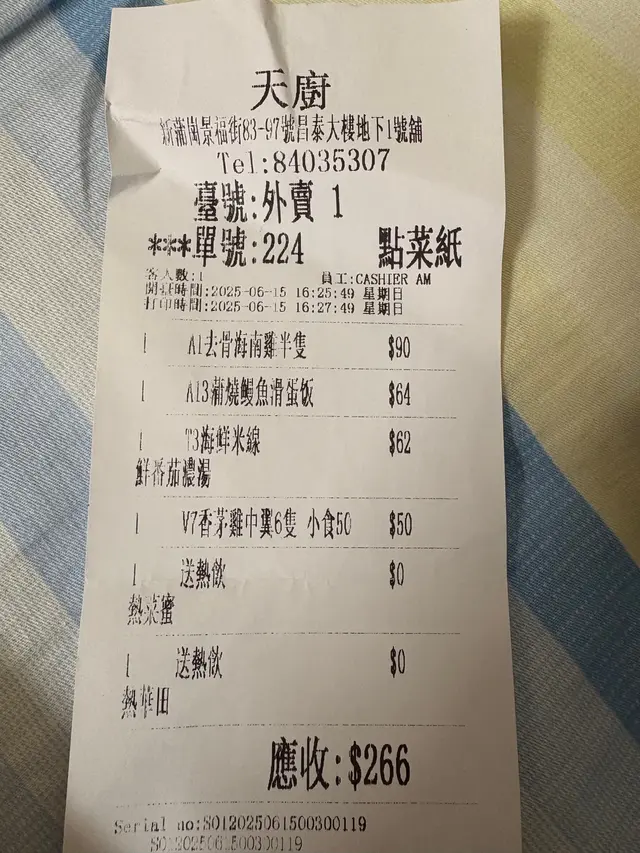 天廚
新蒲崗景福街83-97號昌泰大樓地下1號舖
Tel:84035307
臺號:外賣 1
***單號:224 點菜紙
客人數:1 員工:CASHIER AM
開檯時間:2025-06-15 16:25:49 星期日
打印時間:2025-06-15 16:27:49 星期日
1 A1去骨海南雞半隻 $90
1 A13蒲燒鰻魚滑蛋飯 $64
1 T3海鮮米線 $62
鮮番茄濃湯
1 V7香茅雞中翼6隻 小食50 $50
1 送熱飲 $0
熱菜蜜
1 送熱飲 $0
熱華田
應收:$266
Serial no:S012025061500300119
S012025061500300119